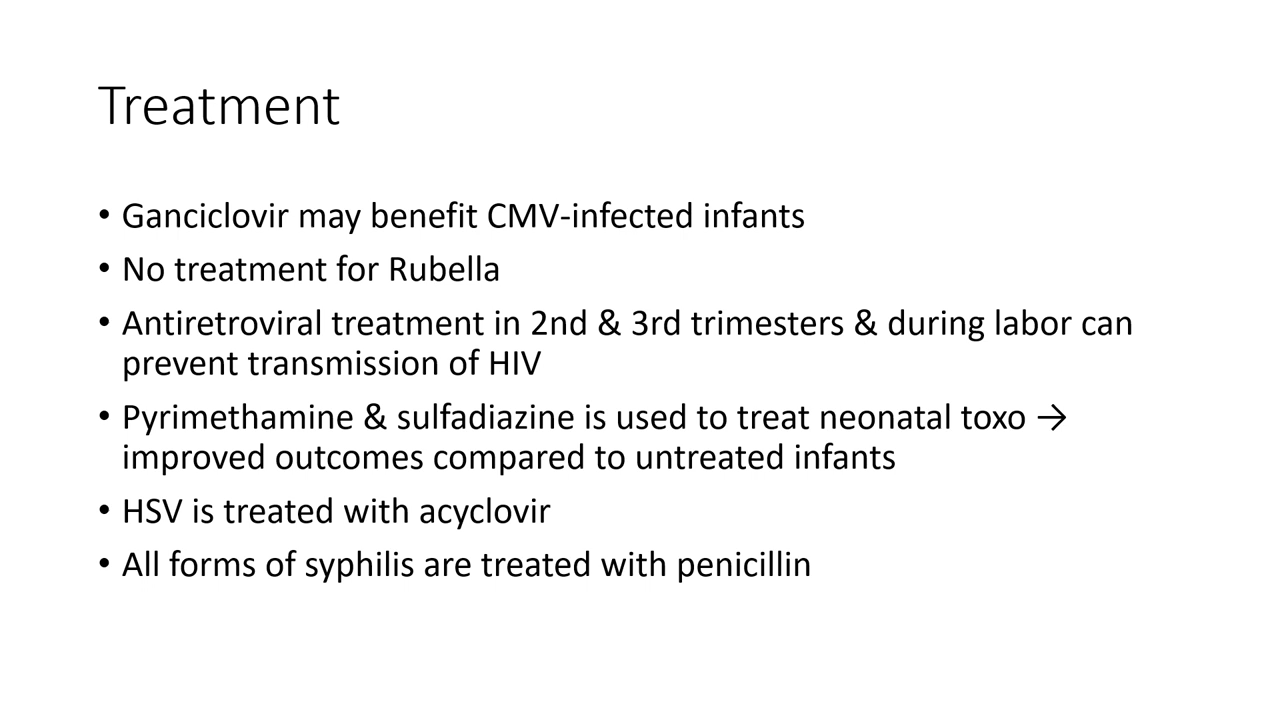 Treatment
• Ganciclovir may benefit CMV-infected infants
• No treatment for Rubella
• Antiretroviral treatment in 2nd & 3rd trimesters & during labor can
prevent transmission of HIV
• Pyrimethamine & sulfadiazine is used to treat neonatal toxo →
improved outcomes compared to untreated infants
• HSV is treated with acyclovir
• All forms of syphilis are treated with penicillin